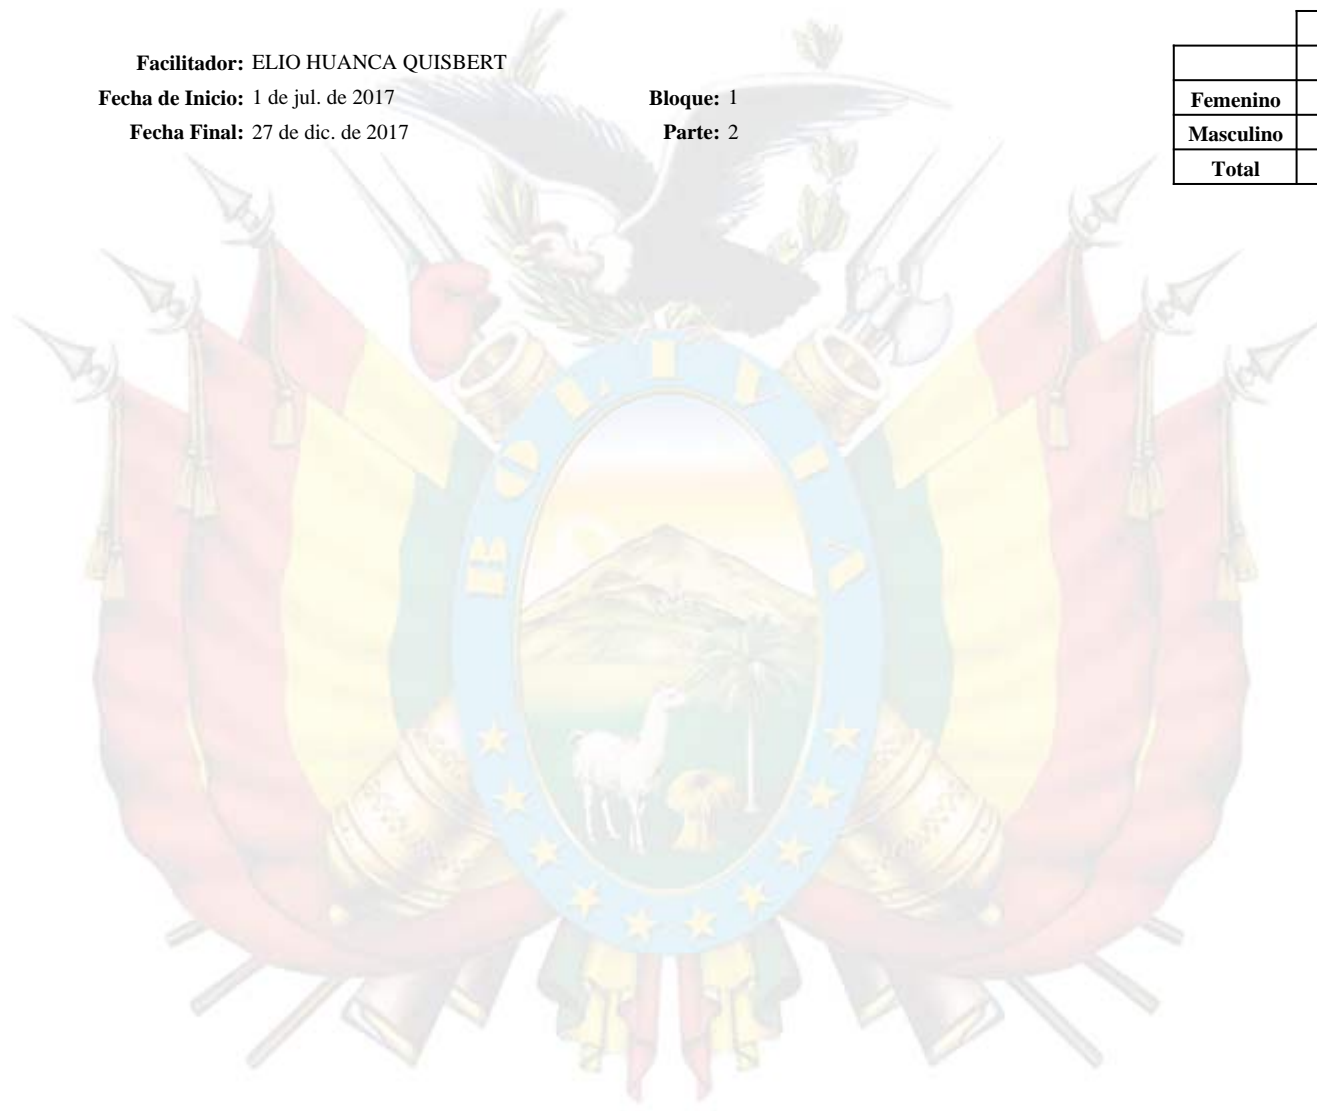 Facilitador: ELIO HUANCA QUISBERT
Fecha de Inicio: 1 de jul. de 2017 Bloque: 1
Fecha Final: 27 de dic. de 2017 Parte: 2
Femenino
Masculino
Total
BOLIVIA